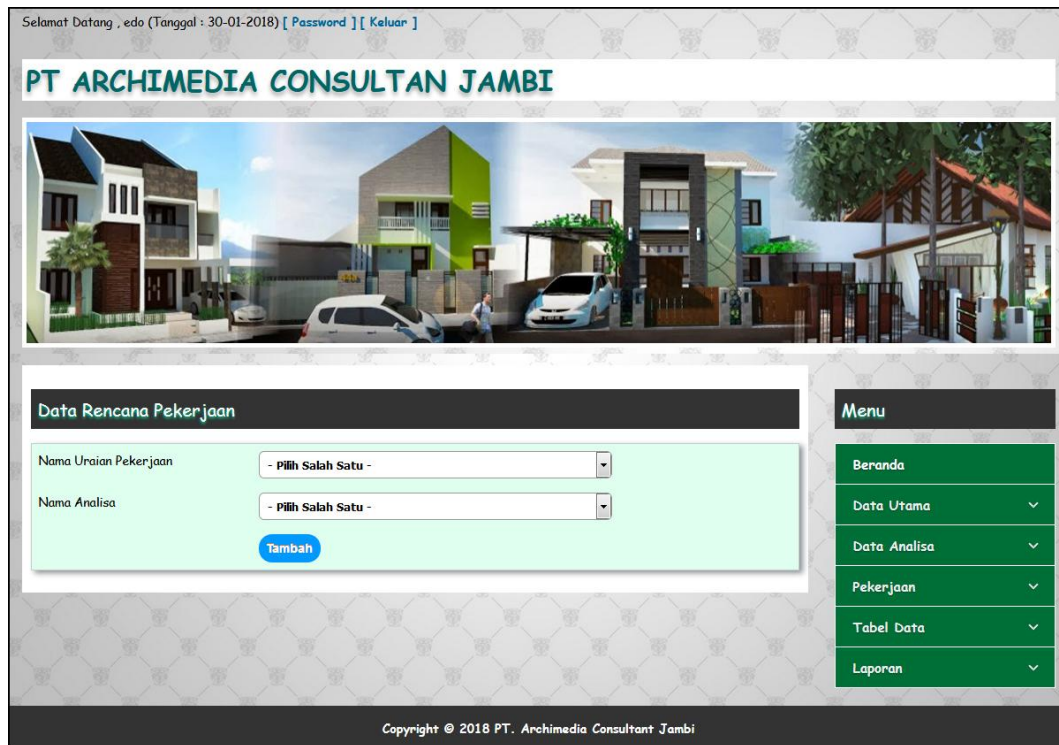 Selamat Datang , edo (Tanggal : 30-01-2018) [ Password ] [ Keluar ]
PT ARCHIMEDIA CONSULTAN JAMBI
Data Rencana Pekerjaan
Nama Uraian Pekerjaan
- Pilih Salah Satu -
Nama Analisa
- Pilih Salah Satu -
Tambah
Menu
Beranda
Data Utama
Data Analisa
Pekerjaan
Tabel Data
Laporan
Copyright © 2018 PT. Archimedia Consultant Jambi